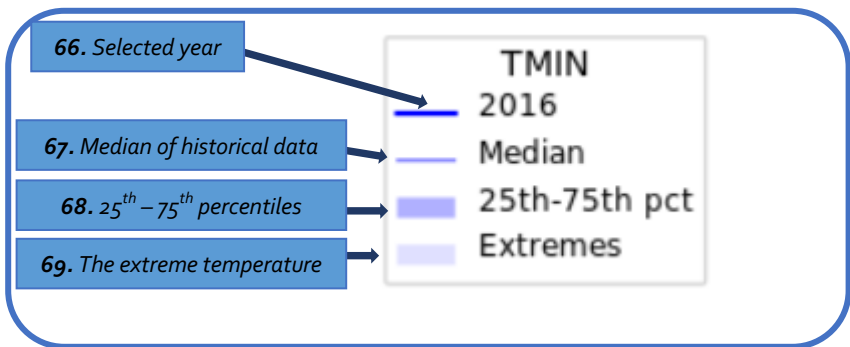 66. Selected year
TMIN
2016
67. Median of historical data
Median
68. 25th – 75th percentiles
25th-75th pct
69. The extreme temperature
Extremes